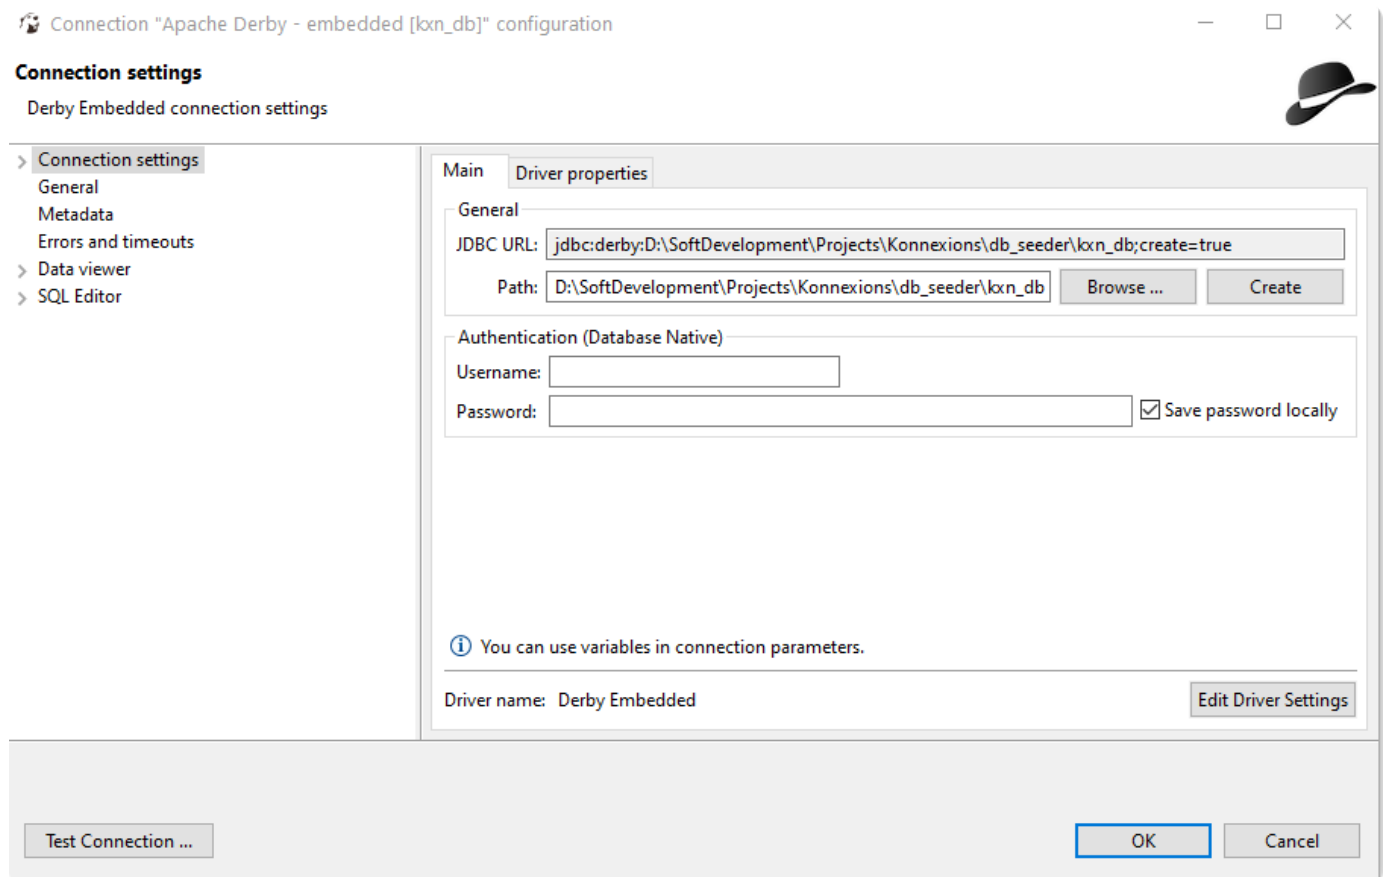 Connection "Apache Derby - embedded [kxn_db]" configuration
Connection settings
Derby Embedded connection settings
Connection settings
General
Metadata
Errors and timeouts
Data viewer
SQL Editor
Main
Driver properties
General
JDBC URL: jdbc:derby:D:\SoftDevelopment\Projects\Konnexions\db_seeder\kxn_db;create=true
Path: D:\SoftDevelopment\Projects\Konnexions\db_seeder\kxn_db Browse ... Create
Authentication (Database Native)
Username:
Password: Save password locally
You can use variables in connection parameters.
Driver name: Derby Embedded Edit Driver Settings
Test Connection ... OK Cancel